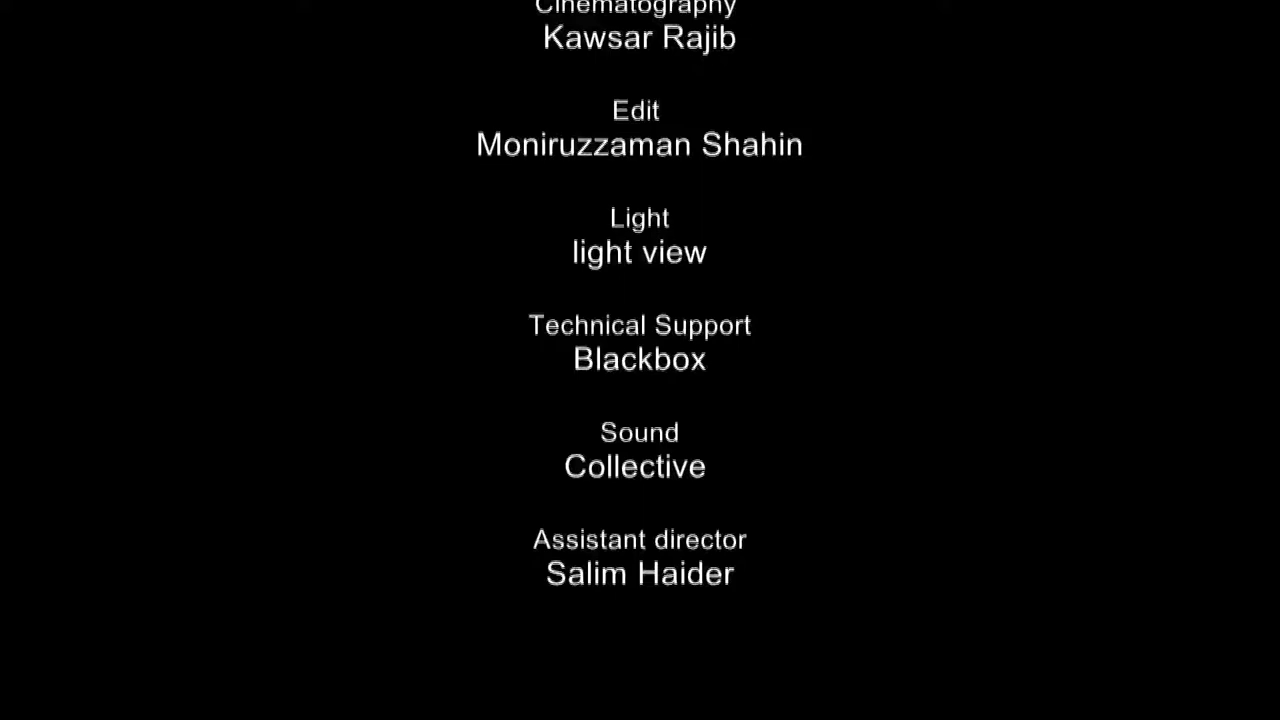 Cinematography
Kawsar Rajib
Edit
Moniruzzaman Shahin
Light
light view
Technical Support
Blackbox
Sound
Collective
Assistant director
Salim Haider